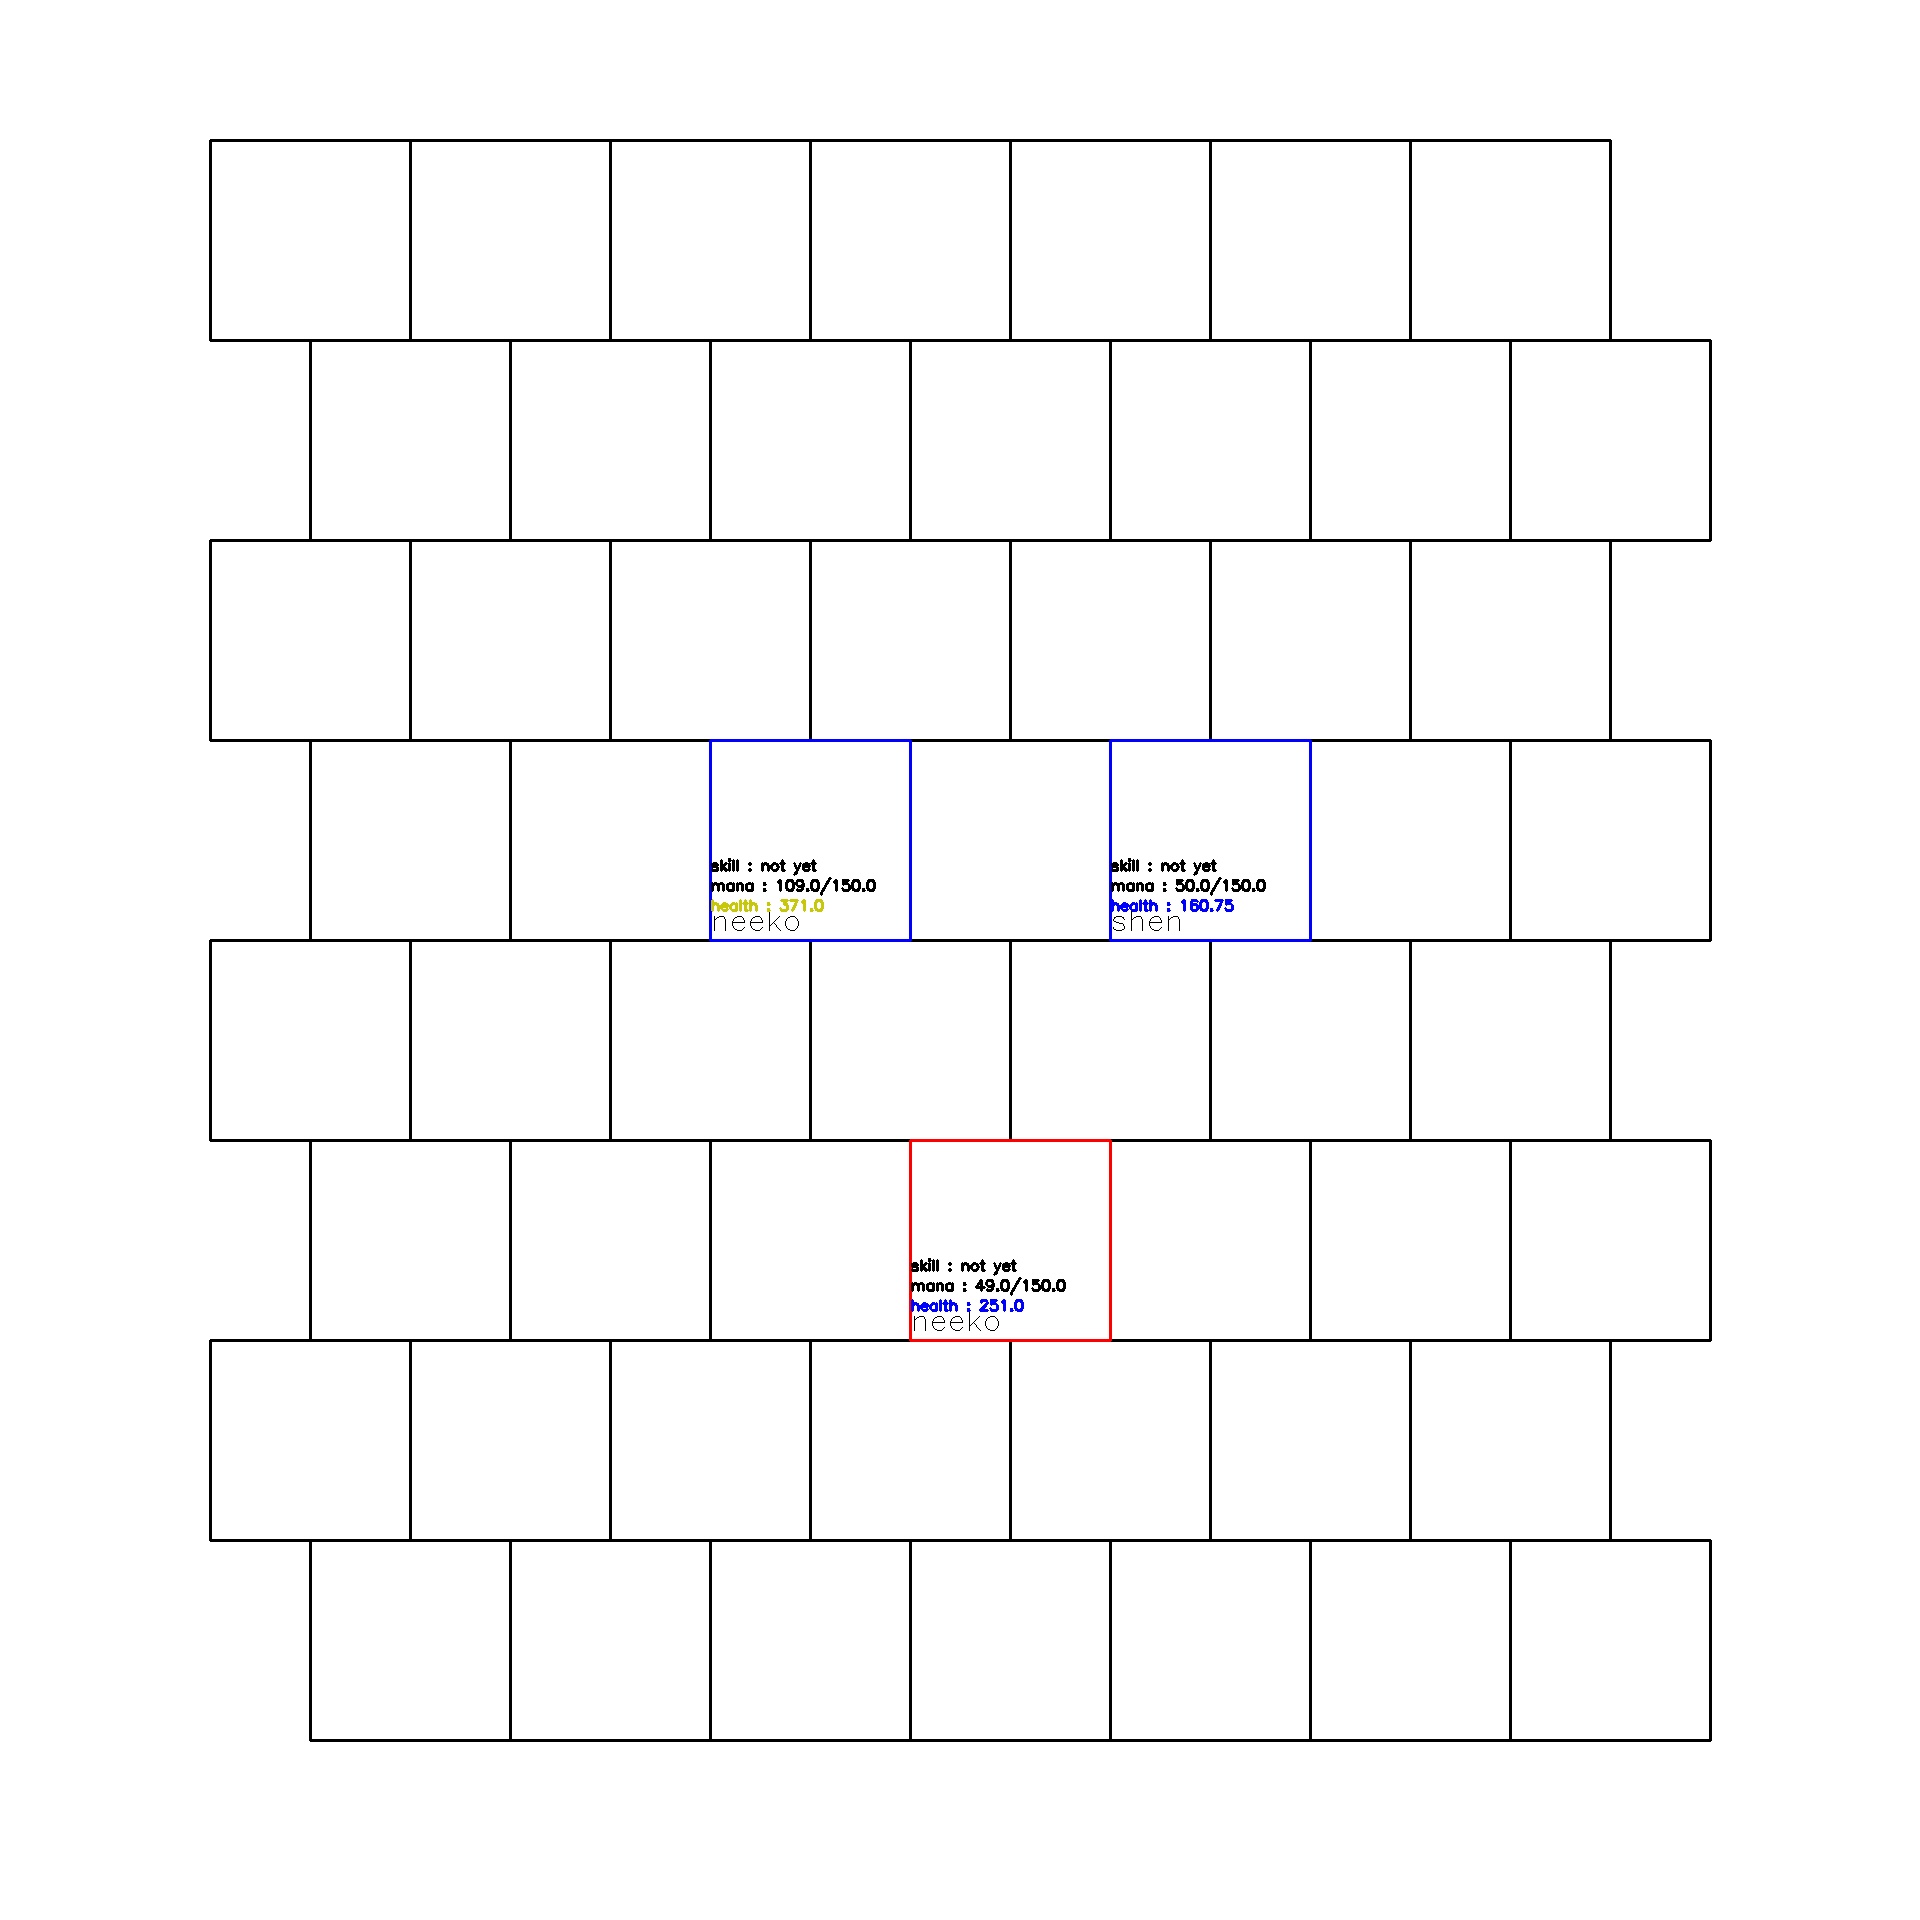 skill : not yet
mana : 109.0/150.0
health : 371.0
neeko
skill : not yet
mana : 50.0/150.0
health : 160.75
shen
skill : not yet
mana : 49.0/150.0
health : 251.0
neeko